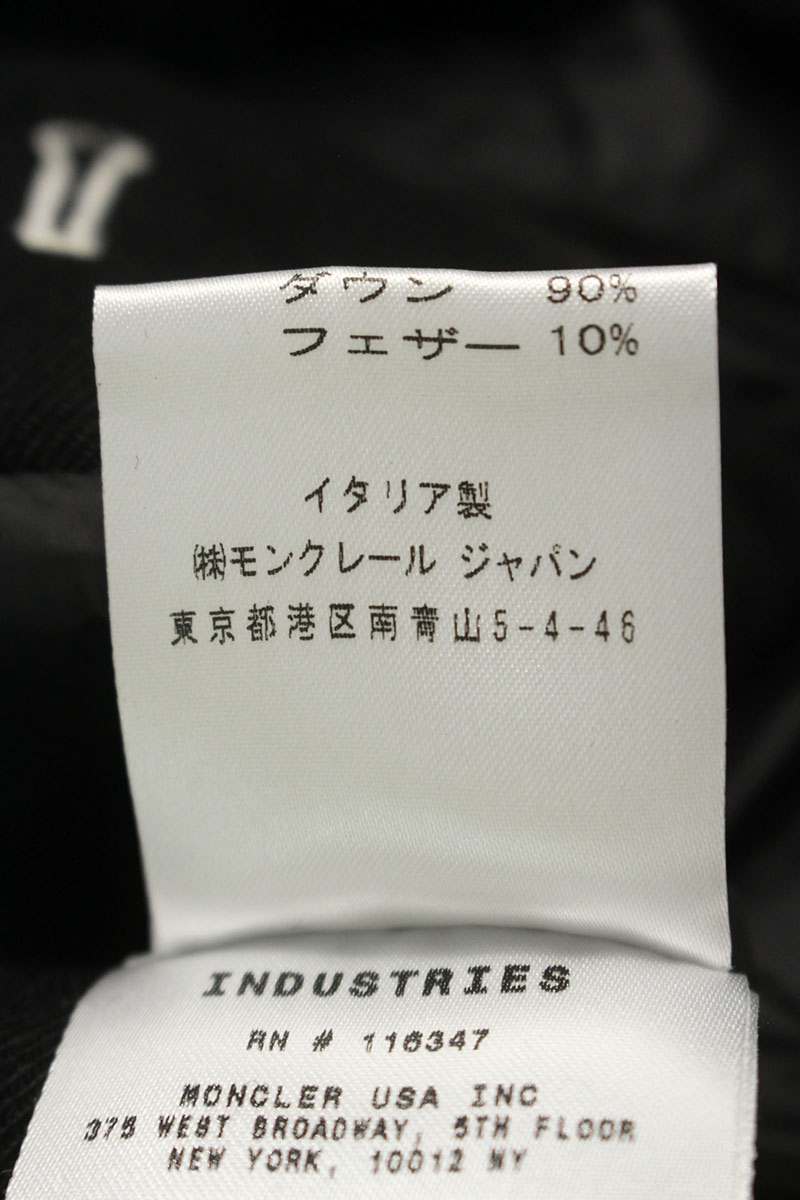 ダウン 90%
フェザー 10%
イタリア製
㈱モンクレール ジャパン
東京都港区南青山5-4-46
INDUSTRIES
RN # 116347
MONCLER USA INC
375 WEST BROADWAY, 5TH FLOOR
NEW YORK, 10012 NY